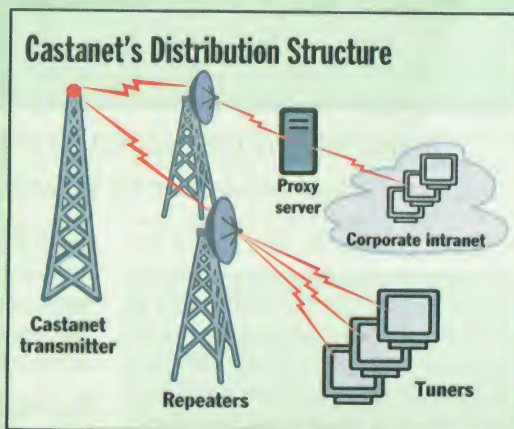 Castanet's Distribution Structure
Proxy
server
Corporate intranet
Castanet
transmitter
Repeaters
Tuners